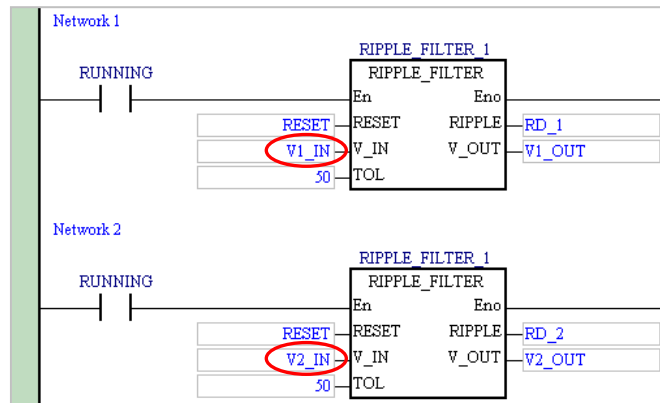 Network 1
RIPPLE_FILTER_1
RUNNING
RIPPLE_FILTER
En Eno
RESET RESET RIPPLE RD_1
V1_IN V_IN V_OUT V1_OUT
50 TOL
Network 2
RIPPLE_FILTER_1
RUNNING
RIPPLE_FILTER
En Eno
RESET RESET RIPPLE RD_2
V2_IN V_IN V_OUT V2_OUT
50 TOL